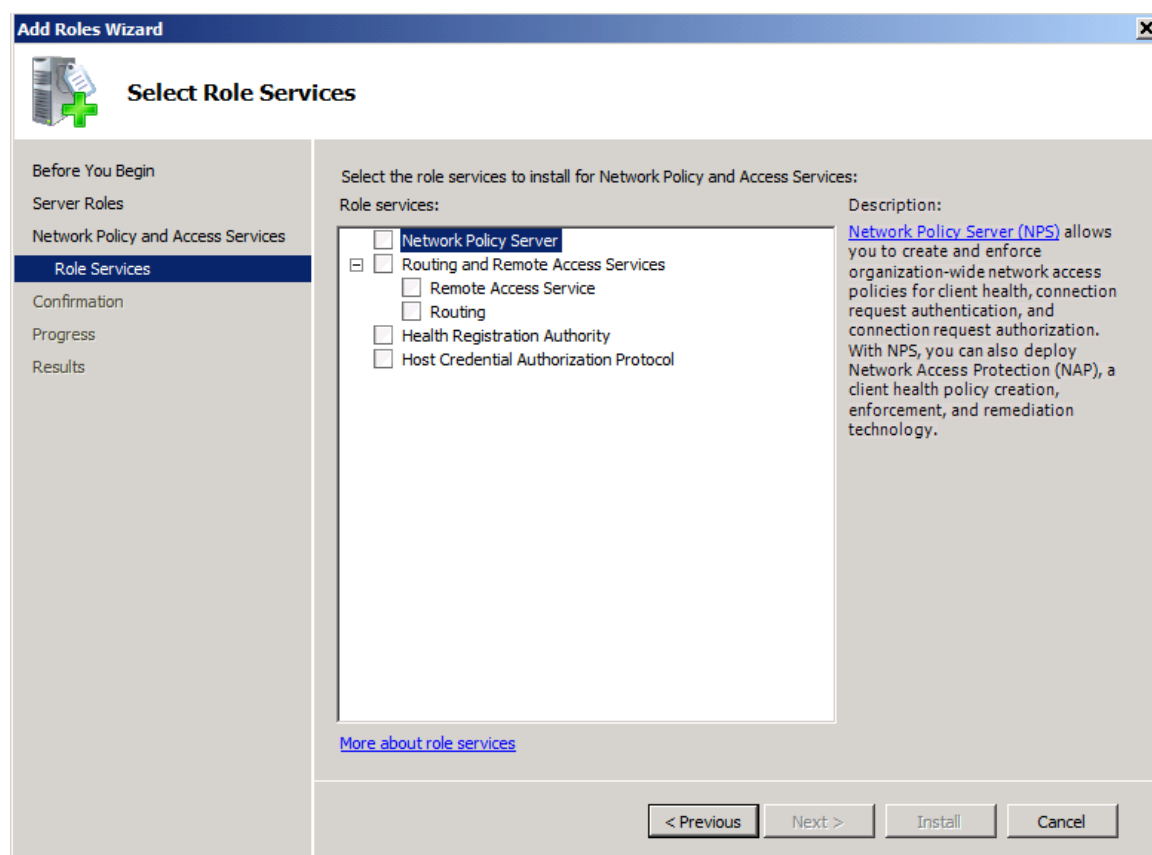 Add Roles Wizard
Select Role Services
Before You Begin
Server Roles
Network Policy and Access Services
Role Services
Confirmation
Progress
Results
Select the role services to install for Network Policy and Access Services:
Role services:
Network Policy Server
Routing and Remote Access Services
Remote Access Service
Routing
Health Registration Authority
Host Credential Authorization Protocol
More about role services
Description:
Network Policy Server (NPS) allows
you to create and enforce
organization-wide network access
policies for client health, connection
request authentication, and
connection request authorization.
With NPS, you can also deploy
Network Access Protection (NAP), a
client health policy creation,
enforcement, and remediation
technology.
< Previous
Next >
Install
Cancel